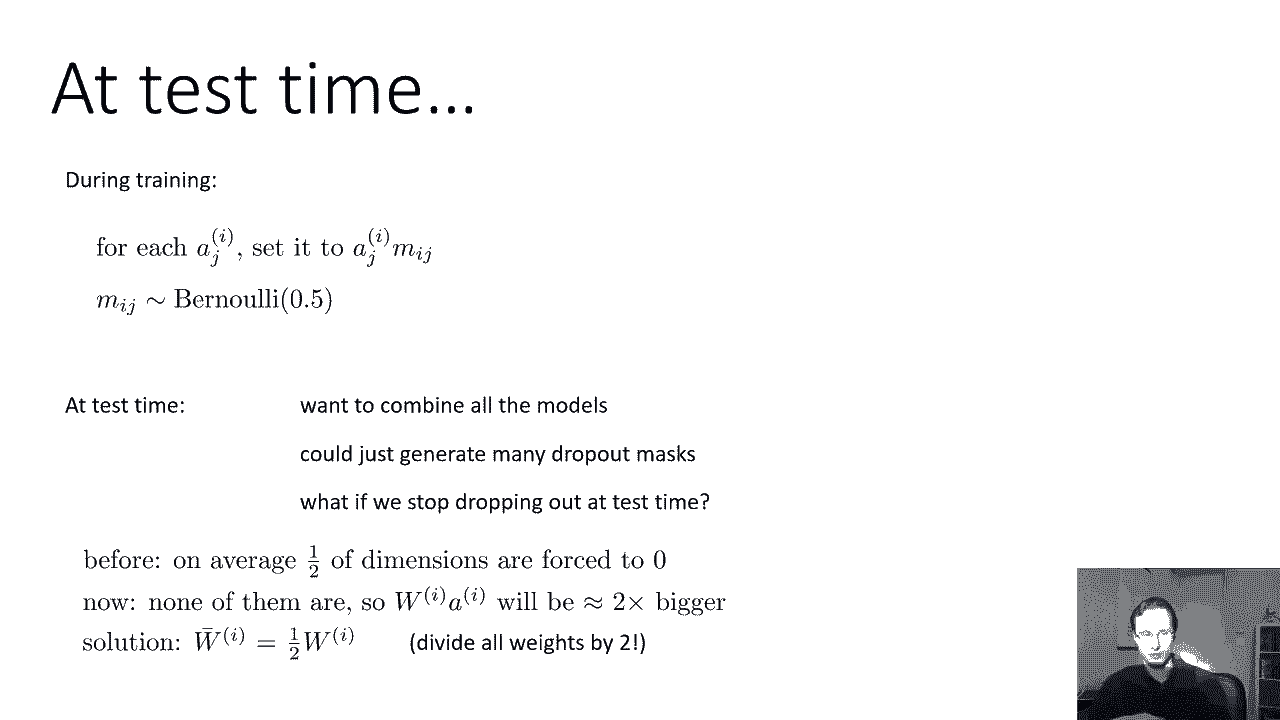 At test time...
During training:
for each $a_j^{(i)}$, set it to $a_j^{(i)} m_{ij}$
$m_{ij} \sim \text{Bernoulli}(0.5)$
At test time: want to combine all the models
could just generate many dropout masks
what if we stop dropping out at test time?
before: on average $\frac{1}{2}$ of dimensions are forced to 0
now: none of them are, so $W^{(i)} a^{(i)}$ will be $\approx 2\times$ bigger
solution: $\bar{W}^{(i)} = \frac{1}{2} W^{(i)}$ (divide all weights by 2!)